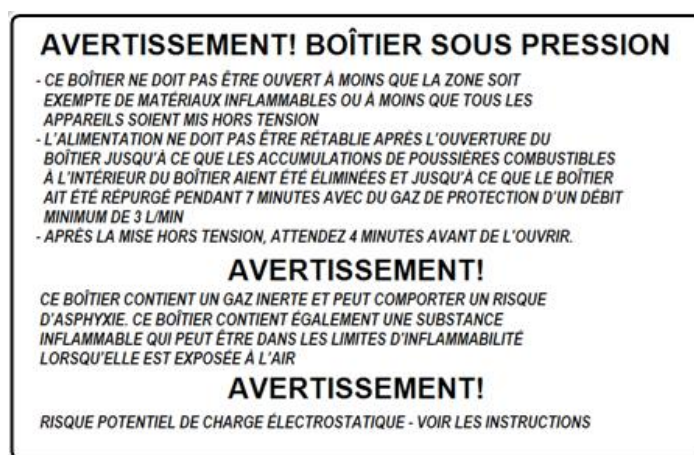 AVERTISSEMENT! BOÎTIER SOUS PRESSION
- CE BOÎTIER NE DOIT PAS ÊTRE OUVERT À MOINS QUE LA ZONE SOIT
EXEMPTE DE MATÉRIAUX INFLAMMABLES OU À MOINS QUE TOUS LES
APPAREILS SOIENT MIS HORS TENSION
- L'ALIMENTATION NE DOIT PAS ÊTRE RÉTABLIE APRÈS L'OUVERTURE DU
BOÎTIER JUSQU'À CE QUE LES ACCUMULATIONS DE POUSSIÈRES COMBUSTIBLES
À L'INTÉRIEUR DU BOÎTIER AIENT ÉTÉ ÉLIMINÉES ET JUSQU'À CE QUE LE BOÎTIER
AIT ÉTÉ RÉPURGÉ PENDANT 7 MINUTES AVEC DU GAZ DE PROTECTION D'UN DÉBIT
MINIMUM DE 3 L/MIN
- APRÈS LA MISE HORS TENSION, ATTENDEZ 4 MINUTES AVANT DE L'OUVRIR.
AVERTISSEMENT!
CE BOÎTIER CONTIENT UN GAZ INERTE ET PEUT COMPORTER UN RISQUE
D'ASPHYXIE. CE BOÎTIER CONTIENT ÉGALEMENT UNE SUBSTANCE
INFLAMMABLE QUI PEUT ÊTRE DANS LES LIMITES D'INFLAMMABILITÉ
LORSQU'ELLE EST EXPOSÉE À L'AIR
AVERTISSEMENT!
RISQUE POTENTIEL DE CHARGE ÉLECTROSTATIQUE - VOIR LES INSTRUCTIONS